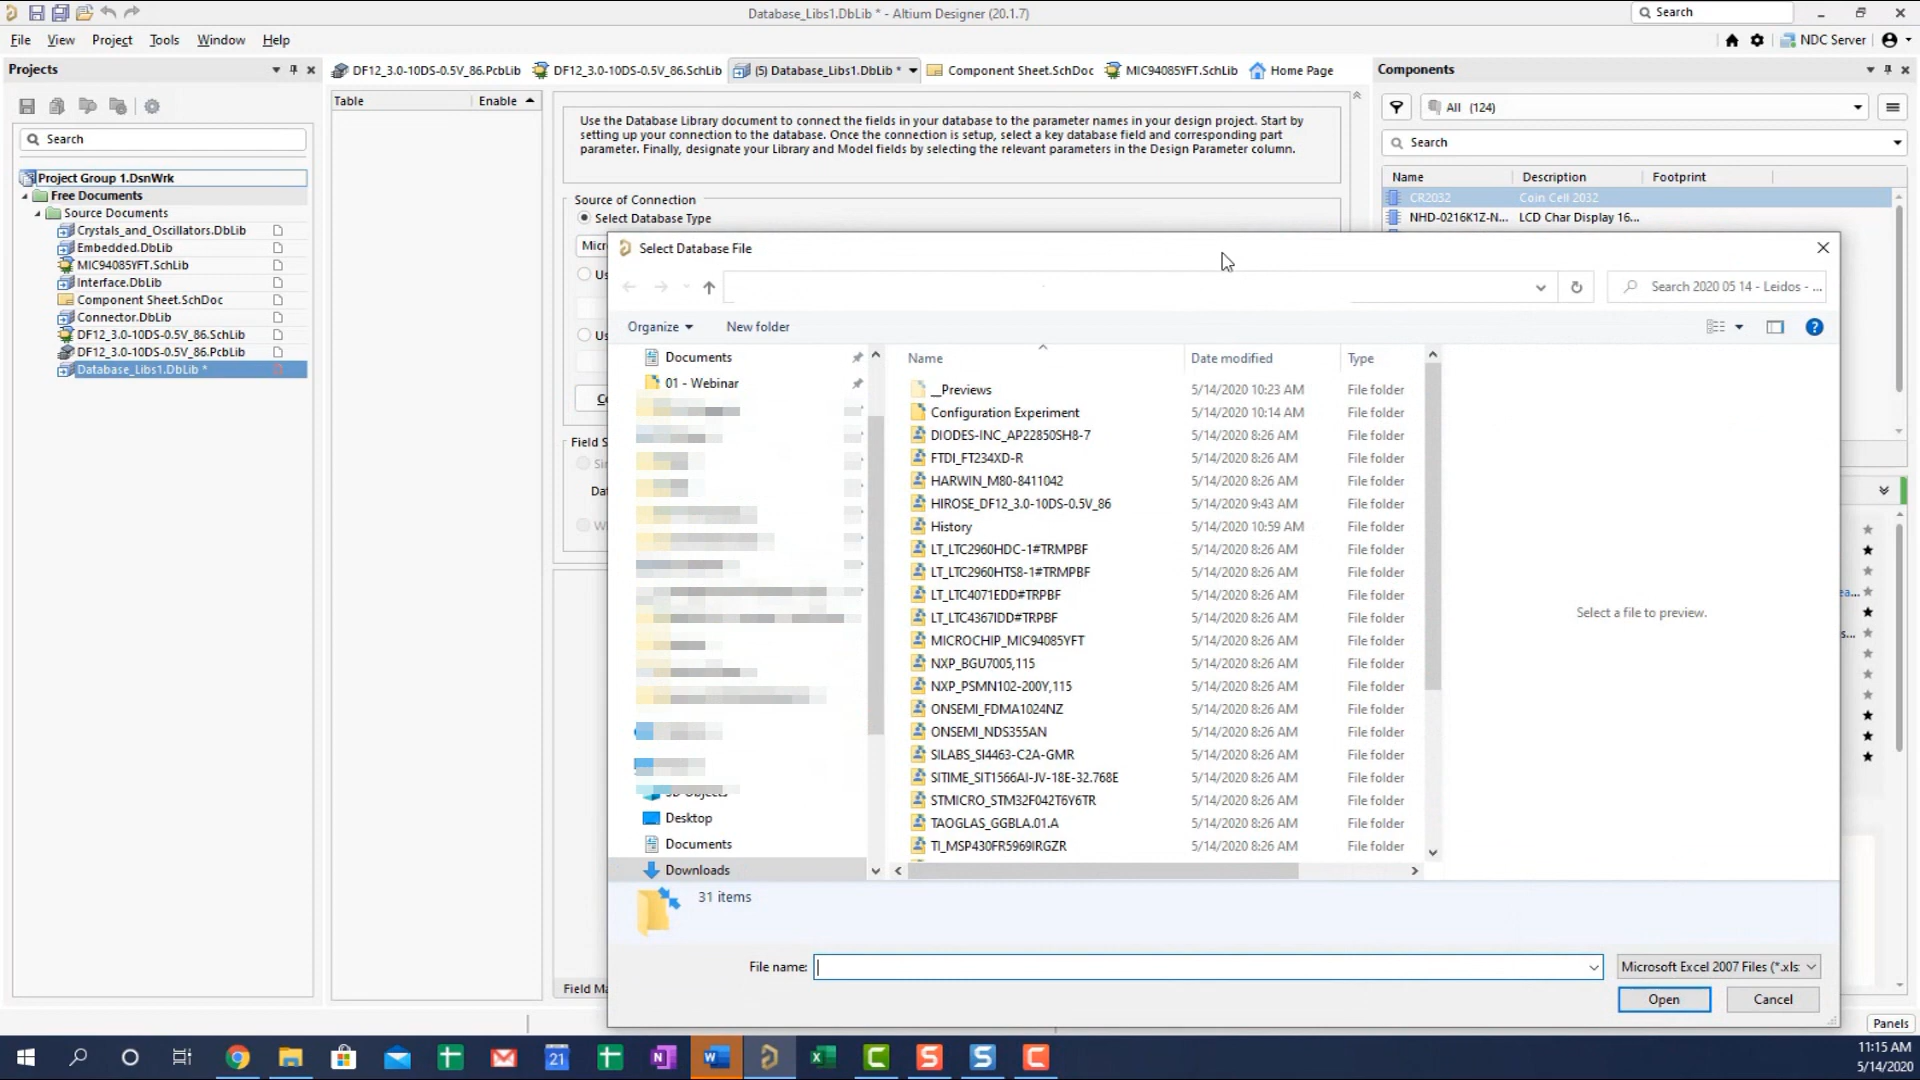 Database_Libs1.DbLib * - Altium Designer (20.1.7)
Search
File View Project Tools Window Help
NDC Server
Projects
Search
Project Group 1.DsnWrk
Free Documents
Source Documents
Crystals_and_Oscillators.DbLib
Embedded.DbLib
MIC94085YFT.SchLib
Interface.DbLib
Component Sheet.SchDoc
Connector.DbLib
DF12_3.0-10DS-0.5V_86.SchLib
DF12_3.0-10DS-0.5V_86.PcbLib
Database_Libs1.DbLib *
DF12_3.0-10DS-0.5V_86.PcbLib DF12_3.0-10DS-0.5V_86.SchLib (5) Database_Libs1.DbLib * Component Sheet.SchDoc MIC94085YFT.SchLib Home Page
Table Enable
Use the Database Library document to connect the fields in your database to the parameter names in your design project. Start by
setting up your connection to the database. Once the connection is setup, select a key database field and corresponding part
parameter. Finally, designate your Library and Model fields by selecting the relevant parameters in the Design Parameter column.
Source of Connection
Select Database Type
Micr
Us
Us
Co
Field S
Sin
Dat
Wh
Field Ma
Components
All (124)
Search
Name Description Footprint
CR2032 Coin Cell 2032
NHD-0216K1Z-N... LCD Char Display 16...
ea...
s...
Panels
Select Database File
Search 2020 05 14 - Leidos - ...
Organize New folder
Documents
01 - Webinar
3D Objects
Desktop
Documents
Downloads
Name Date modified Type
__Previews 5/14/2020 10:23 AM File folder
Configuration Experiment 5/14/2020 10:14 AM File folder
DIODES-INC_AP22850SH8-7 5/14/2020 8:26 AM File folder
FTDI_FT234XD-R 5/14/2020 8:26 AM File folder
HARWIN_M80-8411042 5/14/2020 8:26 AM File folder
HIROSE_DF12_3.0-10DS-0.5V_86 5/14/2020 9:43 AM File folder
History 5/14/2020 10:59 AM File folder
LT_LTC2960HDC-1#TRMPBF 5/14/2020 8:26 AM File folder
LT_LTC2960HTS8-1#TRMPBF 5/14/2020 8:26 AM File folder
LT_LTC4071EDD#TRPBF 5/14/2020 8:26 AM File folder
LT_LTC4367IDD#TRPBF 5/14/2020 8:26 AM File folder
MICROCHIP_MIC94085YFT 5/14/2020 8:26 AM File folder
NXP_BGU7005,115 5/14/2020 8:26 AM File folder
NXP_PSMN102-200Y,115 5/14/2020 8:26 AM File folder
ONSEMI_FDMA1024NZ 5/14/2020 8:26 AM File folder
ONSEMI_NDS355AN 5/14/2020 8:26 AM File folder
SILABS_SI4463-C2A-GMR 5/14/2020 8:26 AM File folder
SITIME_SIT1566AI-JV-18E-32.768E 5/14/2020 8:26 AM File folder
STMICRO_STM32F042T6Y6TR 5/14/2020 8:26 AM File folder
TAOGLAS_GGBLA.01.A 5/14/2020 8:26 AM File folder
TI_MSP430FR5969IRGZR 5/14/2020 8:26 AM File folder
Select a file to preview.
31 items
File name:
Microsoft Excel 2007 Files (*.xls
Open Cancel
21
11:15 AM
5/14/2020